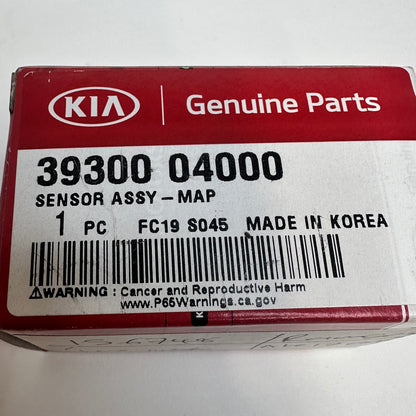 KIA
Genuine Parts
39300 04000
SENSOR ASSY-MAP
1 PC FC19 S045 MADE IN KOREA
⚠WARNING : Cancer and Reproductive Harm
www.P65Warnings.ca.gov